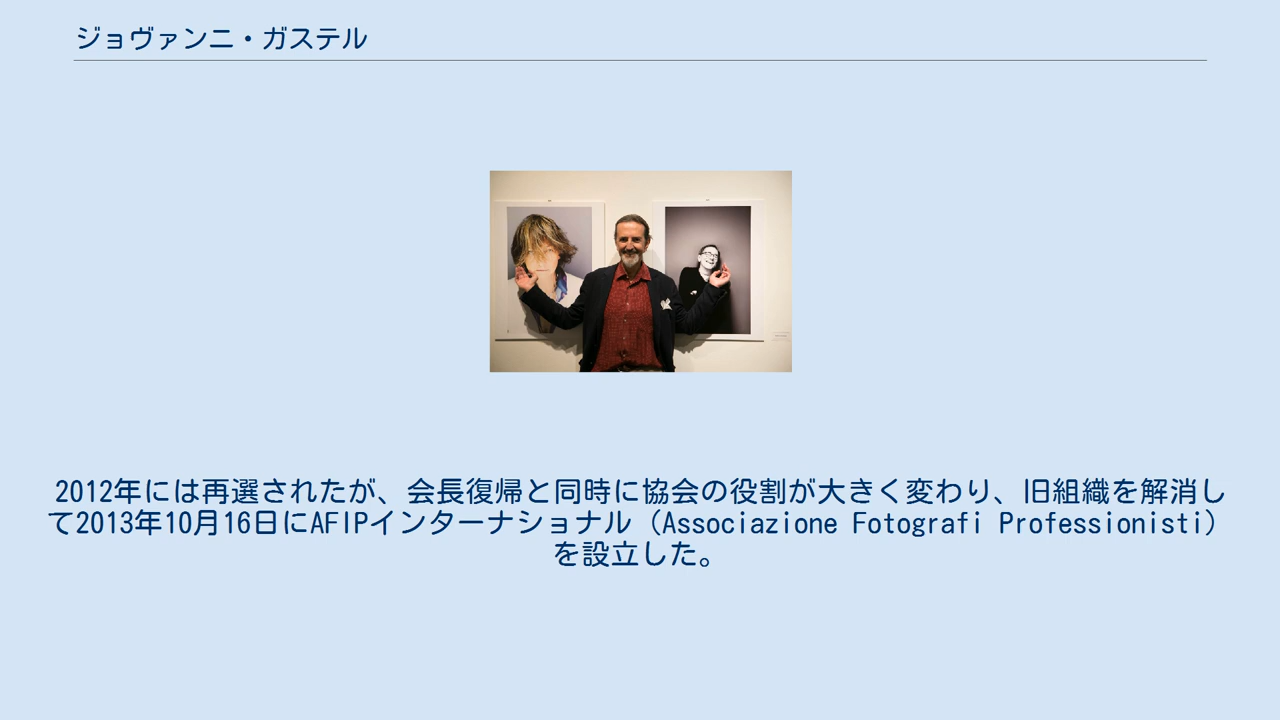 ジョヴァンニ・ガステル
2012年には再選されたが、会長復帰と同時に協会の役割が大きく変わり、旧組織を解消し
て2013年10月16日にAFIPインターナショナル（Associazione Fotografi Professionisti）
を設立した。